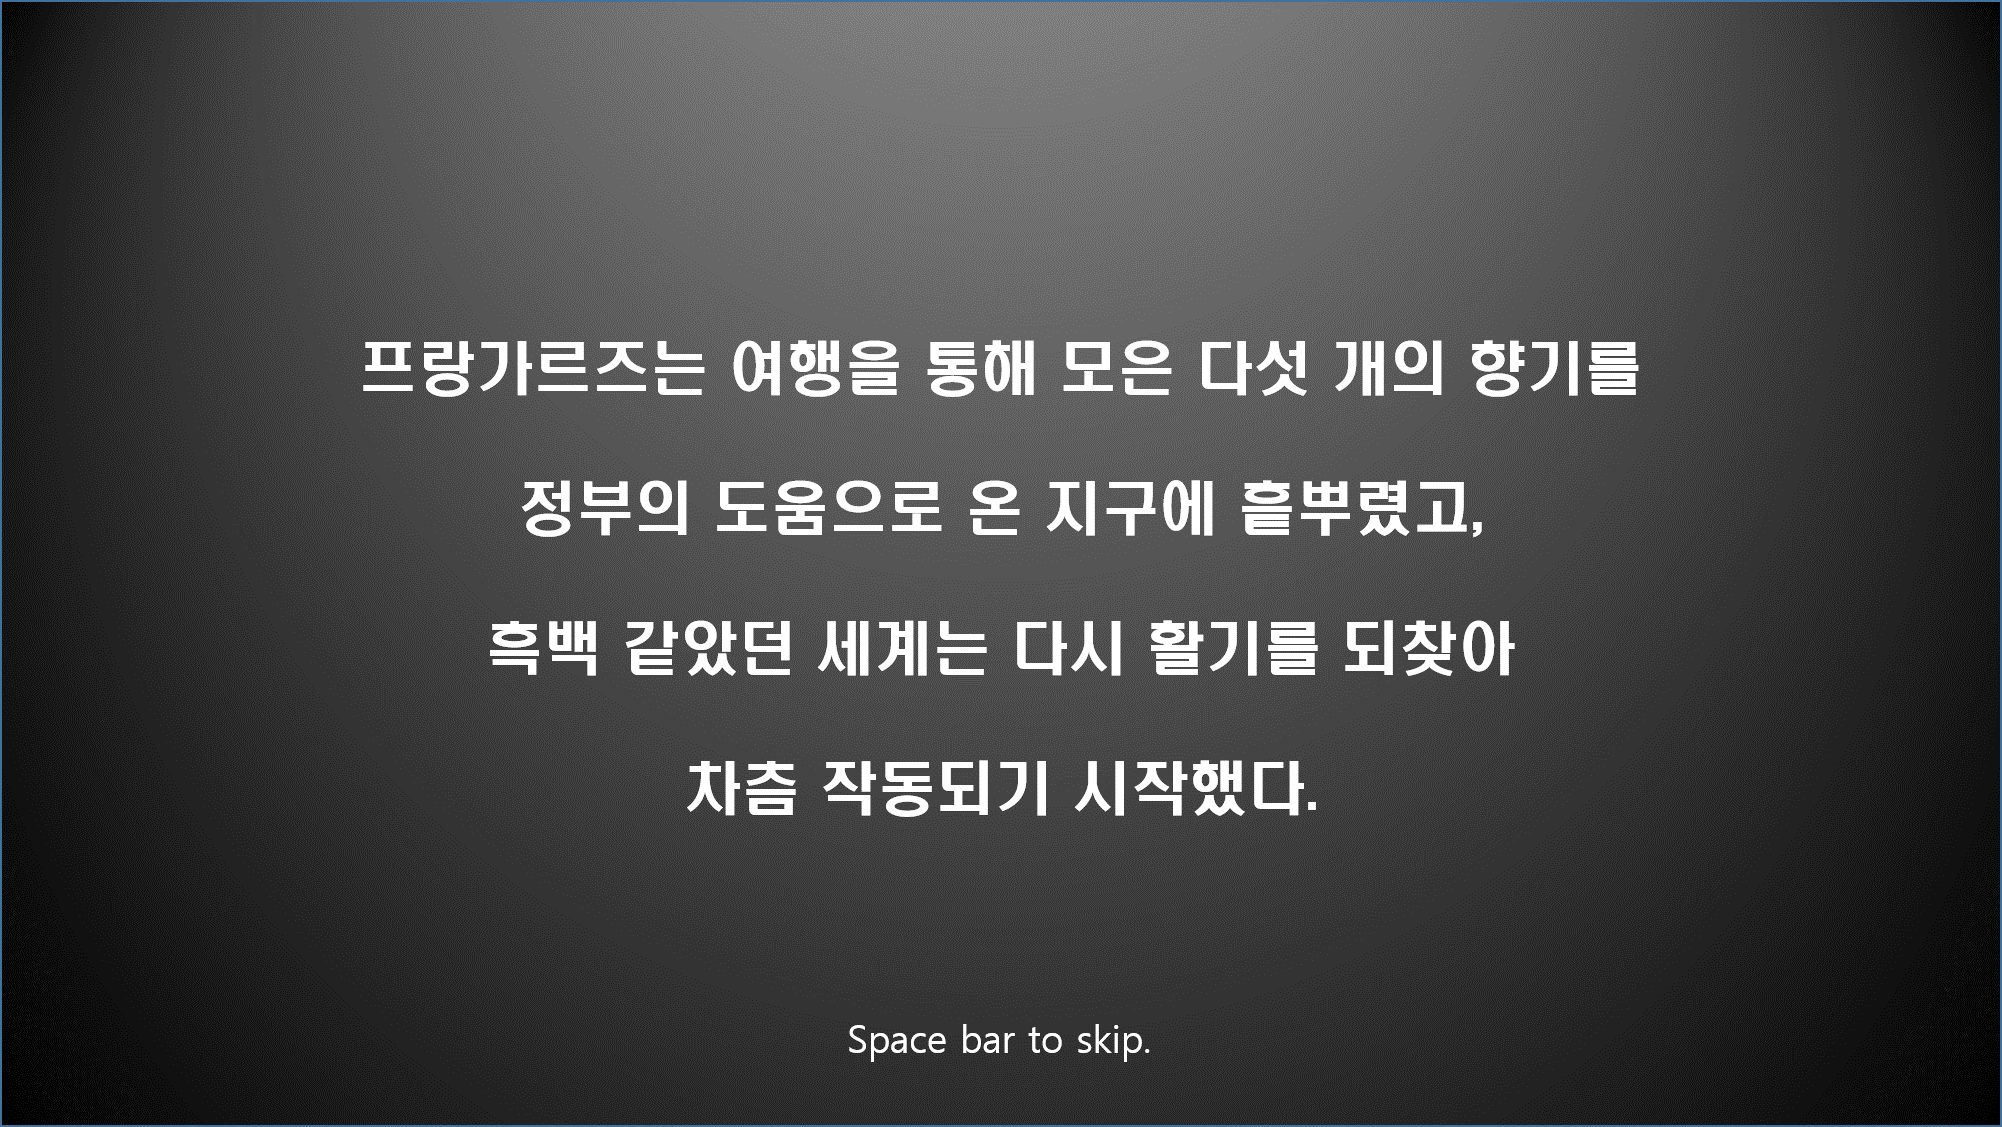 프랑가르즈는 여행을 통해 모은 다섯 개의 향기를
정부의 도움으로 온 지구에 흩뿌렸고,
흑백 같았던 세계는 다시 활기를 되찾아
차츰 작동되기 시작했다.
Space bar to skip.